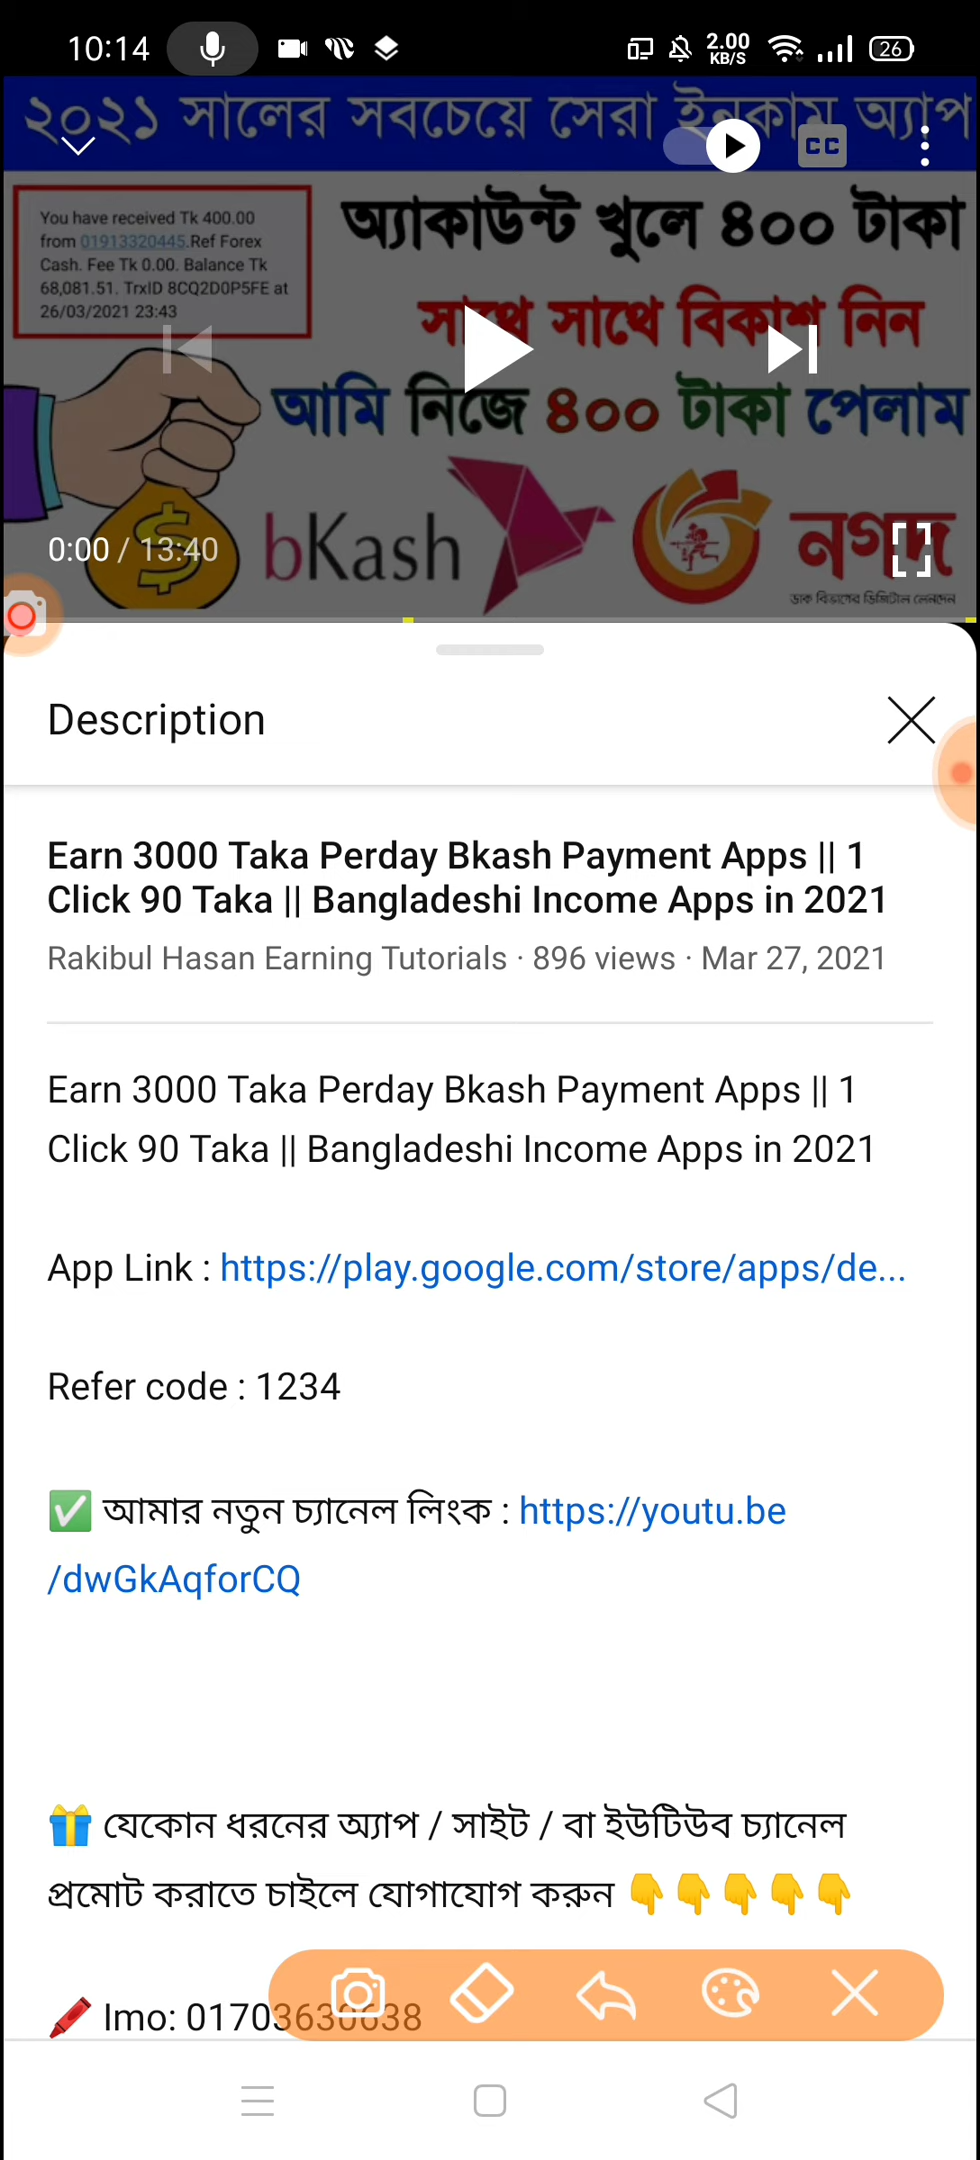 10:14
2.00
KB/S
26
২০২১ সালের সবচেয়ে সেরা ইনকাম অ্যাপ
CC
You have received Tk 400.00
from 01913320445.Ref Forex
Cash. Fee Tk 0.00. Balance Tk
68,081.51. TrxID 8CQ2D0P5FE at
26/03/2021 23:43
অ্যাকাউন্ট খুলে ৪০০ টাকা
সাথে সাথে বিকাশ নিন
আমি নিজে ৪০০ টাকা পেলাম
bKash
নগদ
ডাক বিভাগের ডিজিটাল লেনদেন
0:00 / 13:40
Description
Earn 3000 Taka Perday Bkash Payment Apps || 1
Click 90 Taka || Bangladeshi Income Apps in 2021
Rakibul Hasan Earning Tutorials · 896 views · Mar 27, 2021
Earn 3000 Taka Perday Bkash Payment Apps || 1
Click 90 Taka || Bangladeshi Income Apps in 2021
App Link : https://play.google.com/store/apps/de...
Refer code : 1234
✅ আমার নতুন চ্যানেল লিংক : https://youtu.be
/dwGkAqforCQ
🎁 যেকোন ধরনের অ্যাপ / সাইট / বা ইউটিউব চ্যানেল
প্রমোট করাতে চাইলে যোগাযোগ করুন 👇👇👇👇👇
🖍 Imo: 01703630638